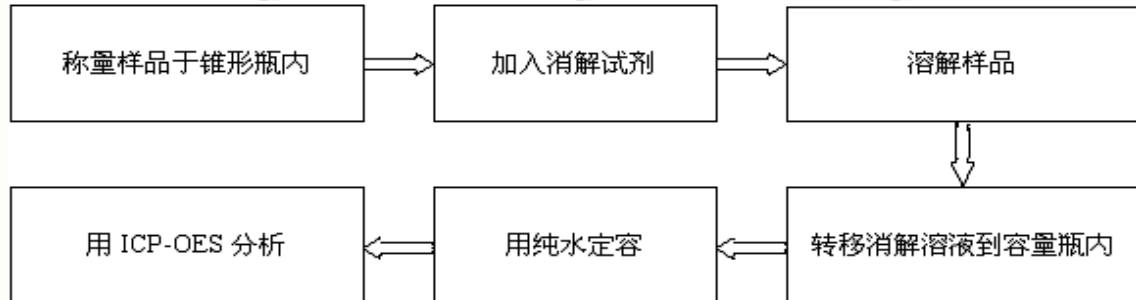 称量样品于锥形瓶内
加入消解试剂
溶解样品
转移消解溶液到容量瓶内
用纯水定容
用 ICP-OES 分析